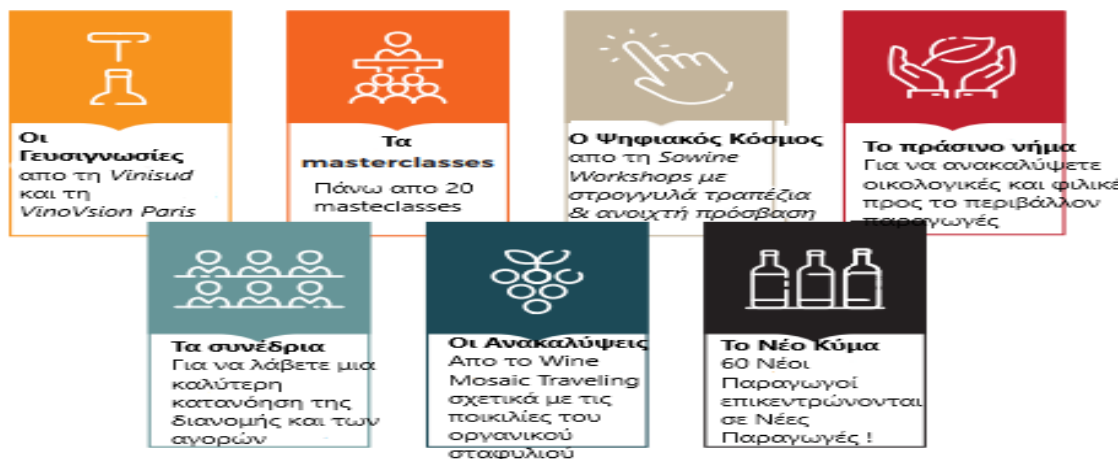 Οι
Γευσιγνωσίες
απο τη Vinisud
και τη
VinoVsion Paris
Τα
masterclasses
Πάνω απο 20
masteclasses
Ο Ψηφιακός Κόσμος
απο τη Sowine
Workshops με
στρογγυλά τραπέζια
& ανοιχτή πρόσβαση
Το πράσινο νήμα
Για να ανακαλύψετε
οικολογικές και φιλικέ
προς το περιβάλλον
παραγωγές
Τα συνέδρια
Για να λάβετε μια
καλύτερη
κατανόηση της
διανομής και των
αγορών
Οι Ανακαλύψεις
Απο το Wine
Mosaic Traveling
σχετικά με τις
ποικιλίες του
οργανικού
σταφυλιού
Το Νέο Κύμα
60 Νέοι
Παραγωγοί
επικεντρώνονται
σε Νέες
Παραγωγές !